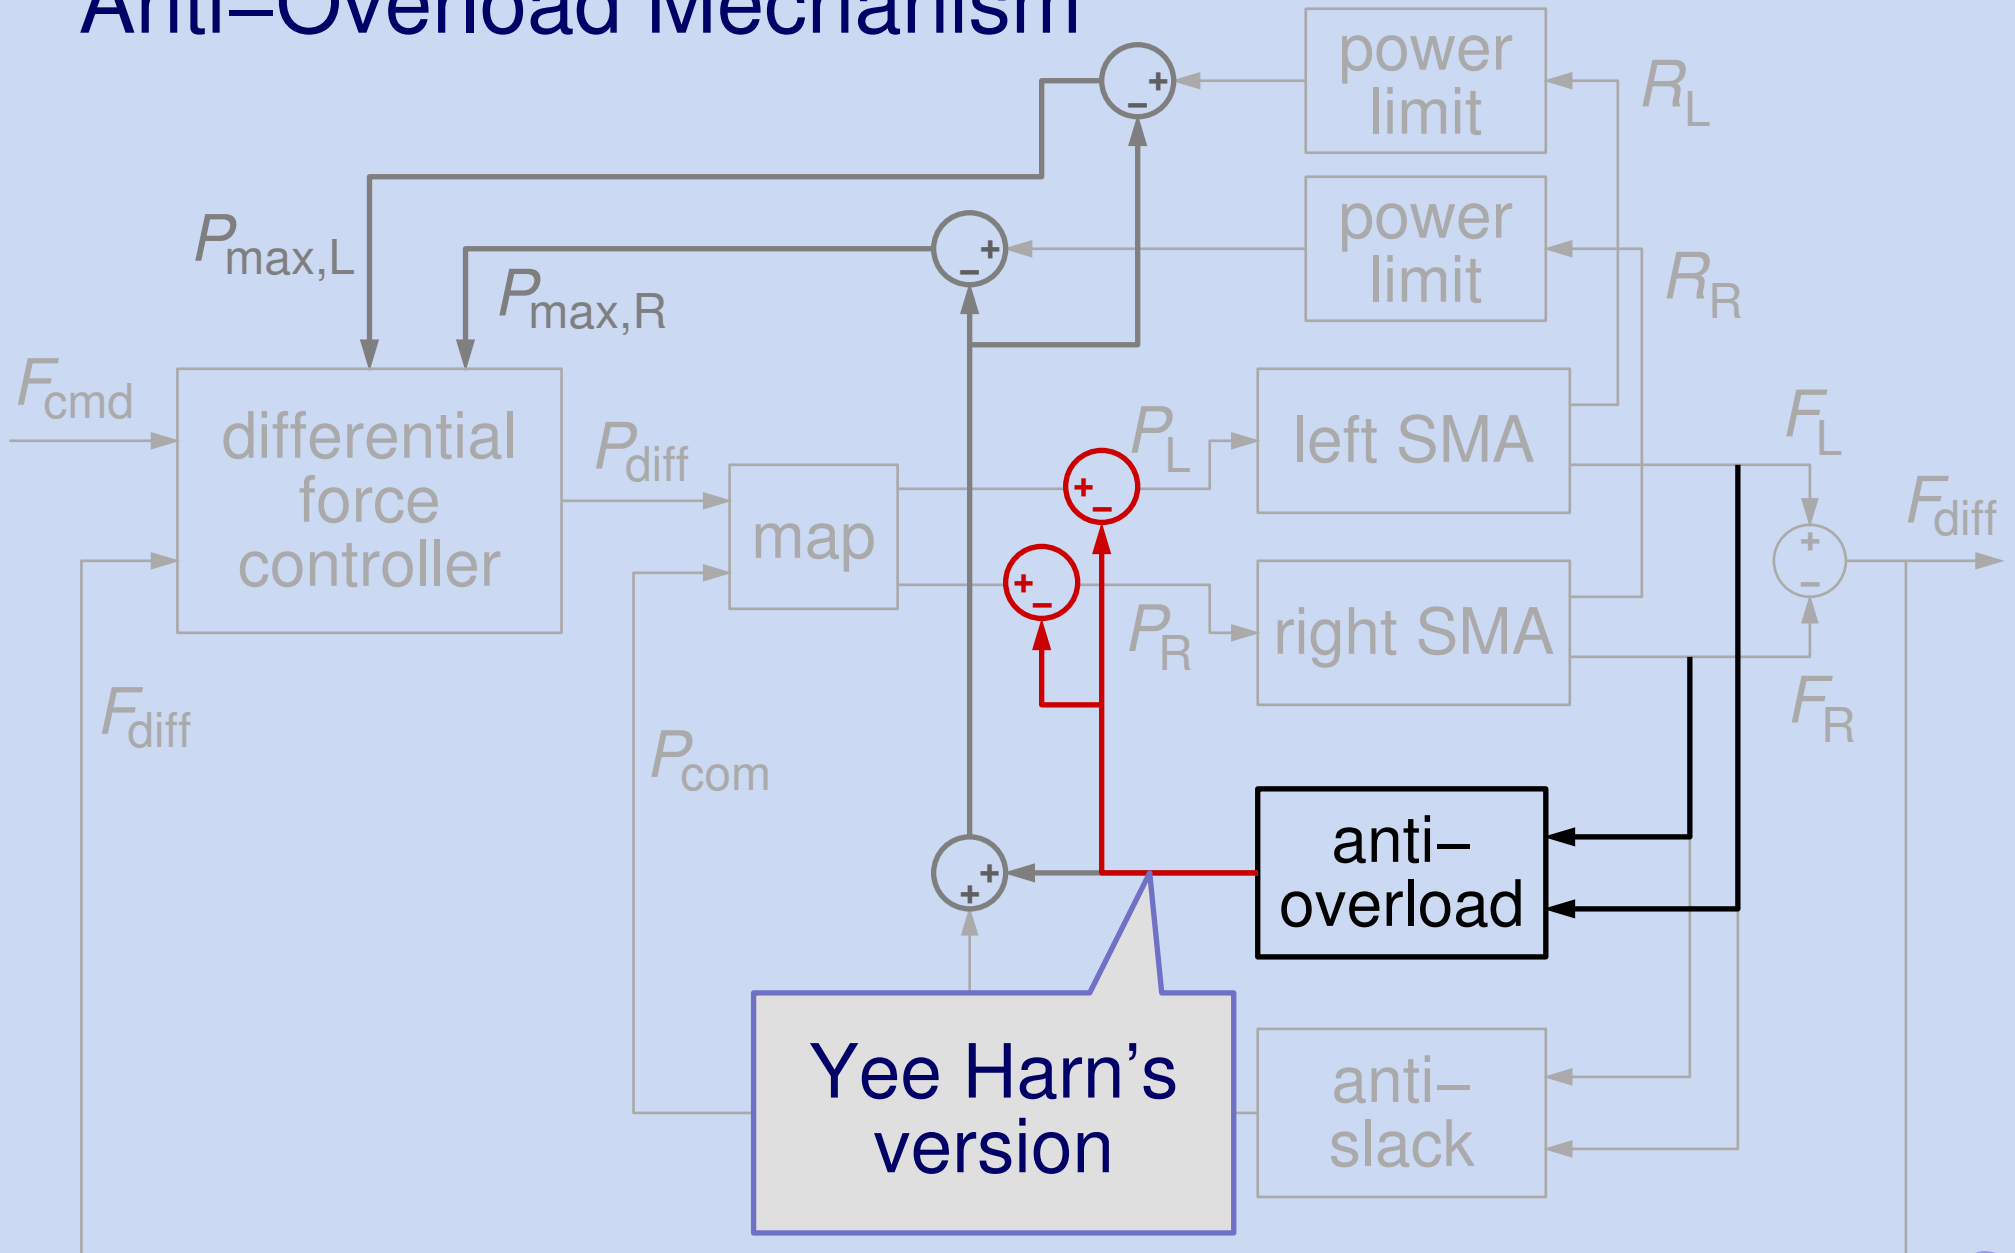 Anti−Overload Mechanism
power
limit
R_L
P_max,L
power
limit
R_R
P_max,R
F_cmd
differential
force
controller
P_diff
map
P_L
left SMA
F_L
F_diff
P_R
right SMA
F_R
F_diff
P_com
anti−
overload
Yee Harn's
version
anti−
slack
+
−
+
−
+
−
+
−
+
−
+
+